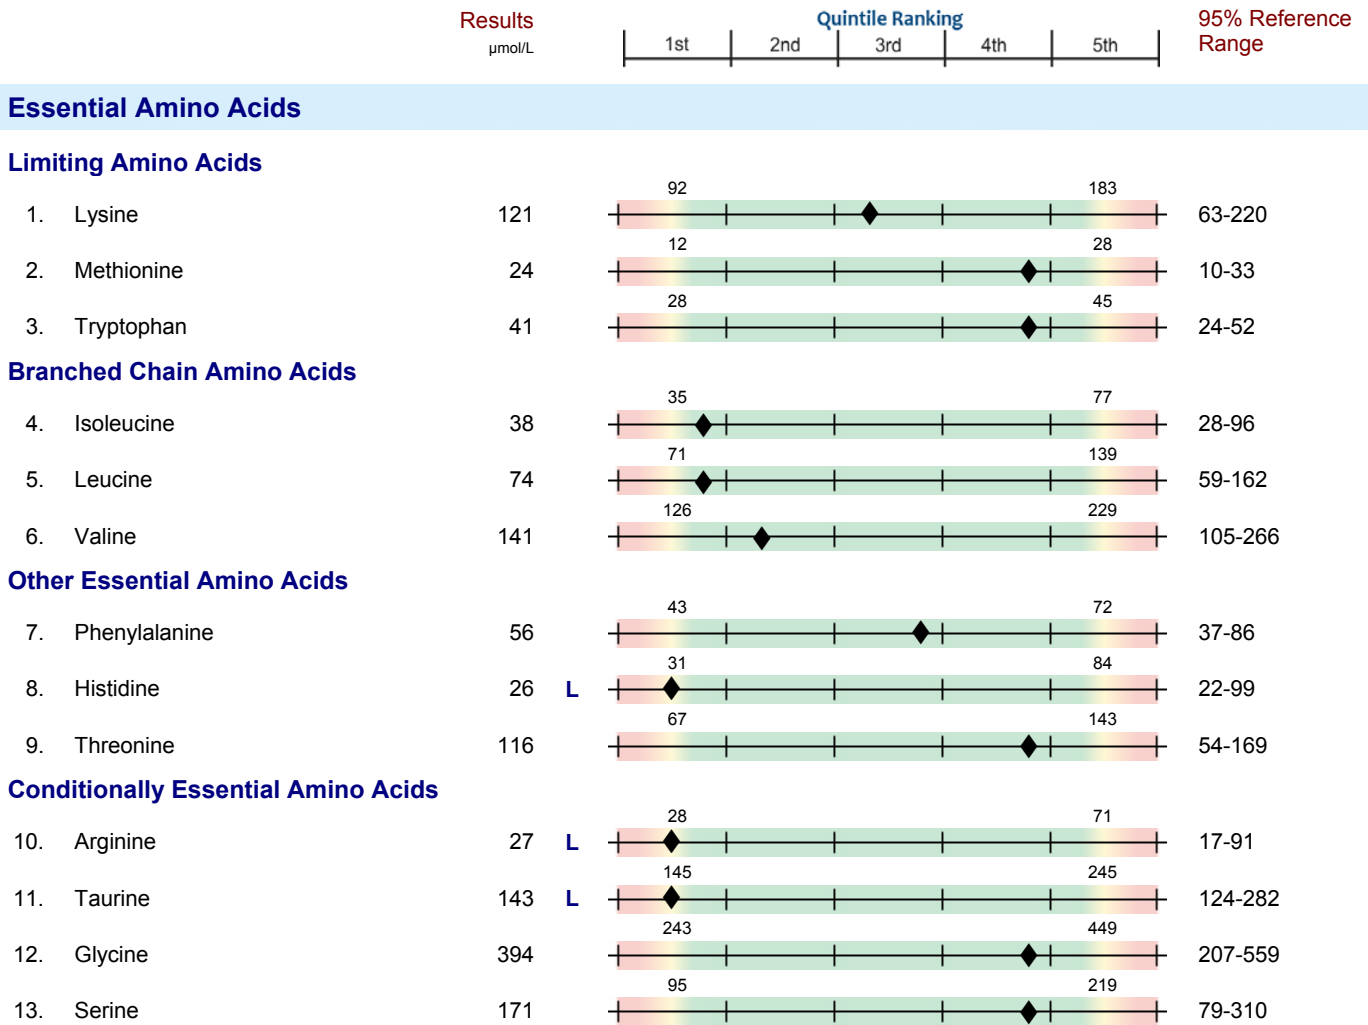 Results Quintile Ranking 95% Reference
µmol/L 1st 2nd 3rd 4th 5th Range
Essential Amino Acids
Limiting Amino Acids
92 183
1. Lysine 121 63-220
12 28
2. Methionine 24 10-33
28 45
3. Tryptophan 41 24-52
Branched Chain Amino Acids
35 77
4. Isoleucine 38 28-96
71 139
5. Leucine 74 59-162
126 229
6. Valine 141 105-266
Other Essential Amino Acids
43 72
7. Phenylalanine 56 37-86
31 84
8. Histidine 26 L 22-99
67 143
9. Threonine 116 54-169
Conditionally Essential Amino Acids
28 71
10. Arginine 27 L 17-91
145 245
11. Taurine 143 L 124-282
243 449
12. Glycine 394 207-559
95 219
13. Serine 171 79-310